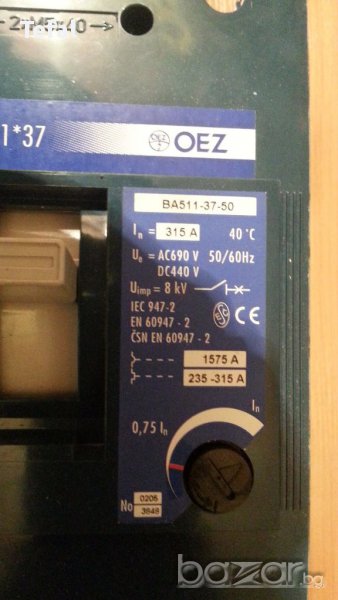 1*37
OEZ
BA511-37-50
In = 315 A 40 °C
Ue = AC690 V 50/60Hz
DC440 V
Uimp = 8 kV
IEC 947-2
EN 60947 - 2
ČSN EN 60947 - 2
CE
1575 A
235 -315 A
In
0,75 In
No 0206
3848
bazar.bg